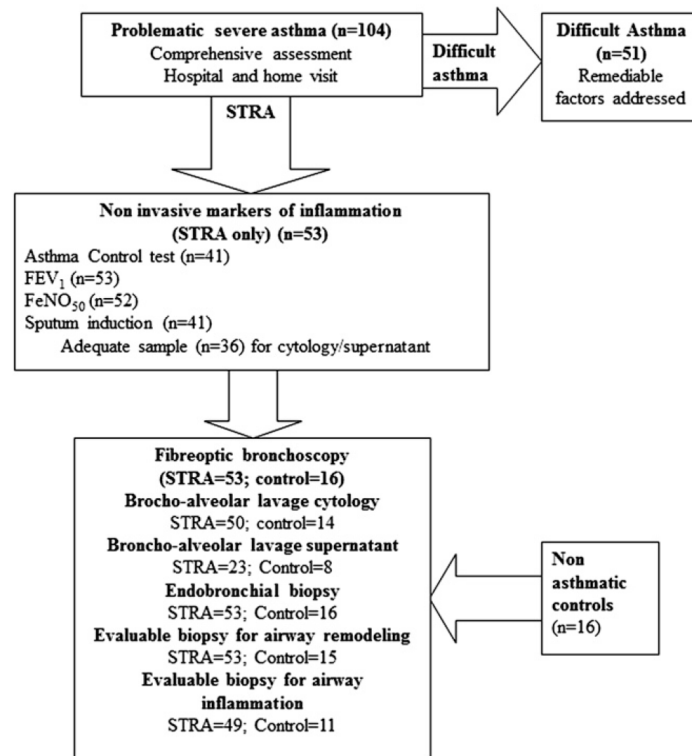 Problematic severe asthma (n=104)
Comprehensive assessment
Hospital and home visit
Difficult
asthma
Difficult Asthma
(n=51)
Remediable
factors addressed
STRA
Non invasive markers of inflammation
(STRA only) (n=53)
Asthma Control test (n=41)
FEV1 (n=53)
FeNO50 (n=52)
Sputum induction (n=41)
Adequate sample (n=36) for cytology/supernatant
Fibreoptic bronchoscopy
(STRA=53; control=16)
Brocho-alveolar lavage cytology
STRA=50; control=14
Broncho-alveolar lavage supernatant
STRA=23; Control=8
Endobronchial biopsy
STRA=53; Control=16
Evaluable biopsy for airway remodeling
STRA=53; Control=15
Evaluable biopsy for airway
inflammation
STRA=49; Control=11
Non
asthmatic
controls
(n=16)